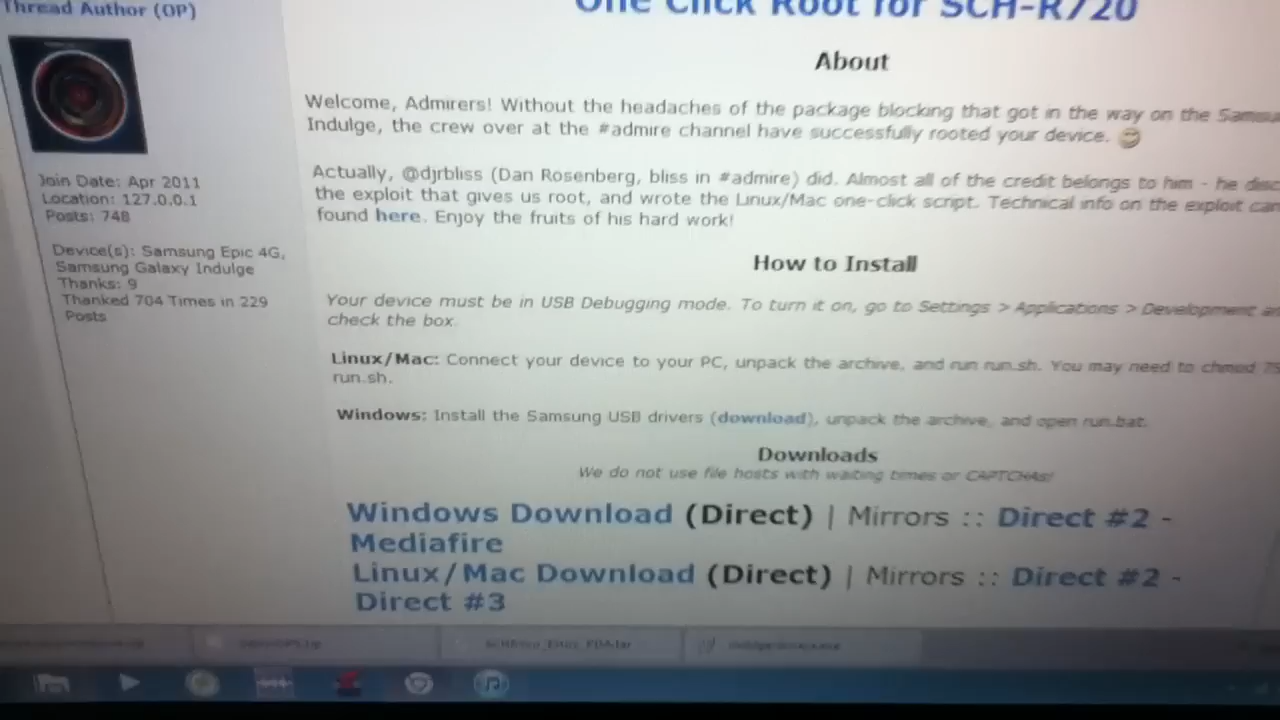 Thread Author (OP)
One Click Root for SCH-R720
About
Welcome, Admirers! Without the headaches of the package blocking that got in the way on the Samsu
Indulge, the crew over at the #admire channel have successfully rooted your device.
Actually, @djrbliss (Dan Rosenberg, bliss in #admire) did. Almost all of the credit belongs to him - he disc
the exploit that gives us root, and wrote the Linux/Mac one-click script. Technical info on the exploit can
found here. Enjoy the fruits of his hard work!
Join Date: Apr 2011
Location: 127.0.0.1
Posts: 748
Device(s): Samsung Epic 4G,
Samsung Galaxy Indulge
Thanks: 9
Thanked 704 Times in 229
Posts
How to Install
Your device must be in USB Debugging mode. To turn it on, go to Settings > Applications > Development an
check the box.
Linux/Mac: Connect your device to your PC, unpack the archive, and run run.sh. You may need to chmod 75
run.sh.
Windows: Install the Samsung USB drivers (download), unpack the archive, and open run.bat.
Downloads
We do not use file hosts with waiting times or CAPTCHAs!
Windows Download (Direct) | Mirrors :: Direct #2 -
Mediafire
Linux/Mac Download (Direct) | Mirrors :: Direct #2 -
Direct #3